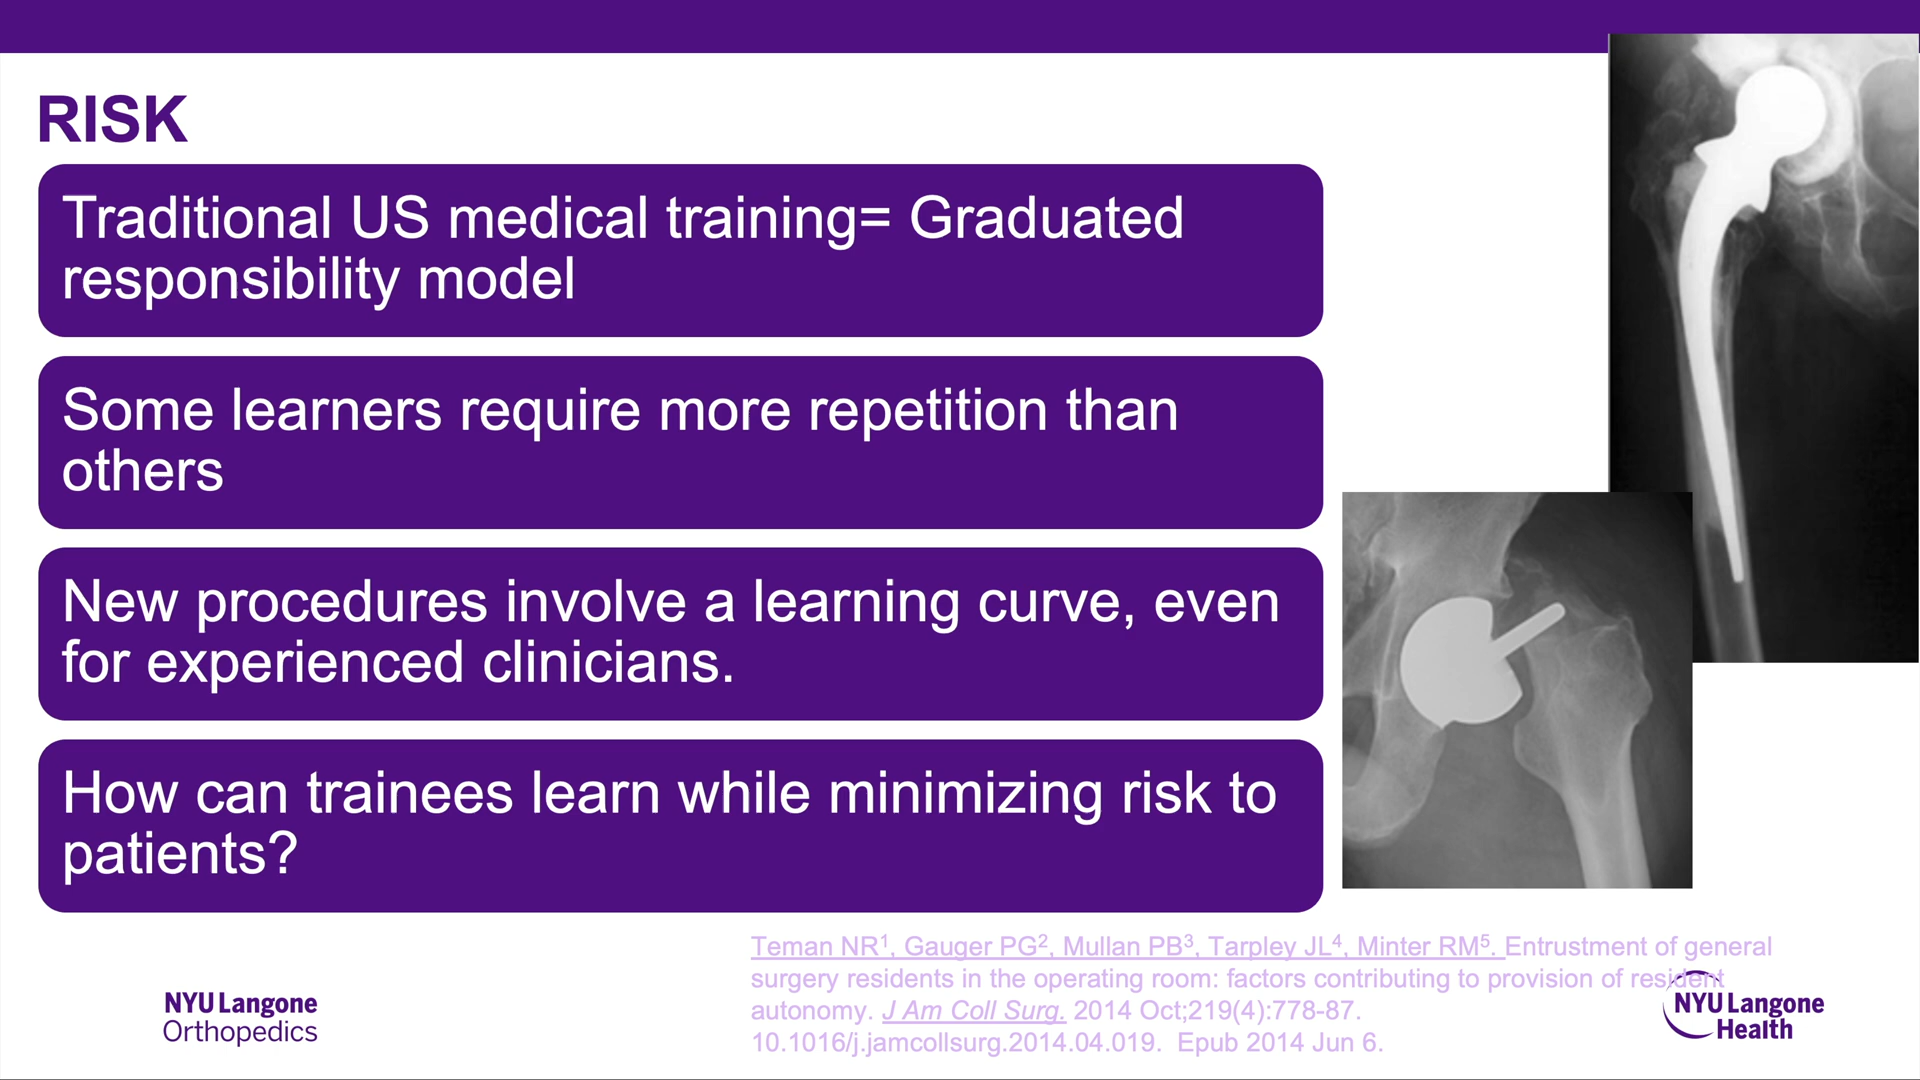 RISK
Traditional US medical training= Graduated
responsibility model
Some learners require more repetition than
others
New procedures involve a learning curve, even
for experienced clinicians.
How can trainees learn while minimizing risk to
patients?
Teman NR1, Gauger PG2, Mullan PB3, Tarpley JL4, Minter RM5. Entrustment of general
surgery residents in the operating room: factors contributing to provision of resident
autonomy. J Am Coll Surg. 2014 Oct;219(4):778-87.
10.1016/j.jamcollsurg.2014.04.019. Epub 2014 Jun 6.
NYU Langone
Orthopedics
NYU Langone
Health